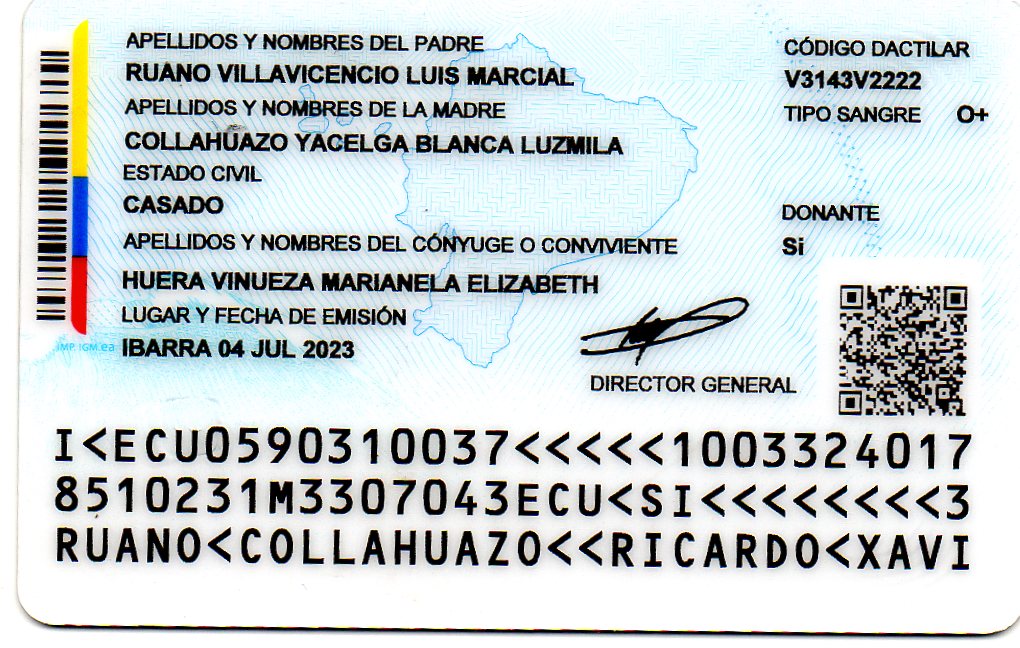 APELLIDOS Y NOMBRES DEL PADRE
RUANO VILLAVICENCIO LUIS MARCIAL
APELLIDOS Y NOMBRES DE LA MADRE
COLLAHUAZO YACELGA BLANCA LUZMILA
ESTADO CIVIL
CASADO
APELLIDOS Y NOMBRES DEL CÓNYUGE O CONVIVIENTE
HUERA VINUEZA MARIANELA ELIZABETH
LUGAR Y FECHA DE EMISIÓN
IBARRA 04 JUL 2023
CÓDIGO DACTILAR
V3143V2222
TIPO SANGRE O+
DONANTE
Si
IMP. IGM.ea
DIRECTOR GENERAL
I<ECU0590310037<<<<<<1003324017
8510231M3307043ECU<SI<<<<<<<<3
RUANO<COLLAHUAZO<<RICARDO<XAVI